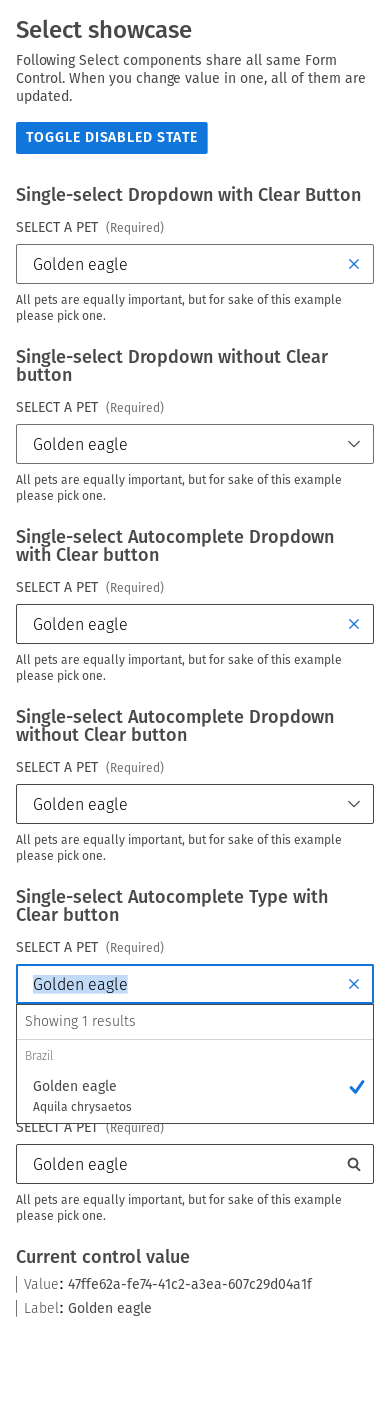 Select showcase
Following Select components share all same Form
Control. When you change value in one, all of them are
updated.
TOGGLE DISABLED STATE
Single-select Dropdown with Clear Button
SELECT A PET (Required)
Golden eagle
All pets are equally important, but for sake of this example
please pick one.
Single-select Dropdown without Clear
button
SELECT A PET (Required)
Golden eagle
All pets are equally important, but for sake of this example
please pick one.
Single-select Autocomplete Dropdown
with Clear button
SELECT A PET (Required)
Golden eagle
All pets are equally important, but for sake of this example
please pick one.
Single-select Autocomplete Dropdown
without Clear button
SELECT A PET (Required)
Golden eagle
All pets are equally important, but for sake of this example
please pick one.
Single-select Autocomplete Type with
Clear button
SELECT A PET (Required)
Golden eagle
Showing 1 results
Brazil
Golden eagle
Aquila chrysaetos
SELECT A PET (Required)
Golden eagle
All pets are equally important, but for sake of this example
please pick one.
Current control value
Value: 47ffe62a-fe74-41c2-a3ea-607c29d04a1f
Label: Golden eagle